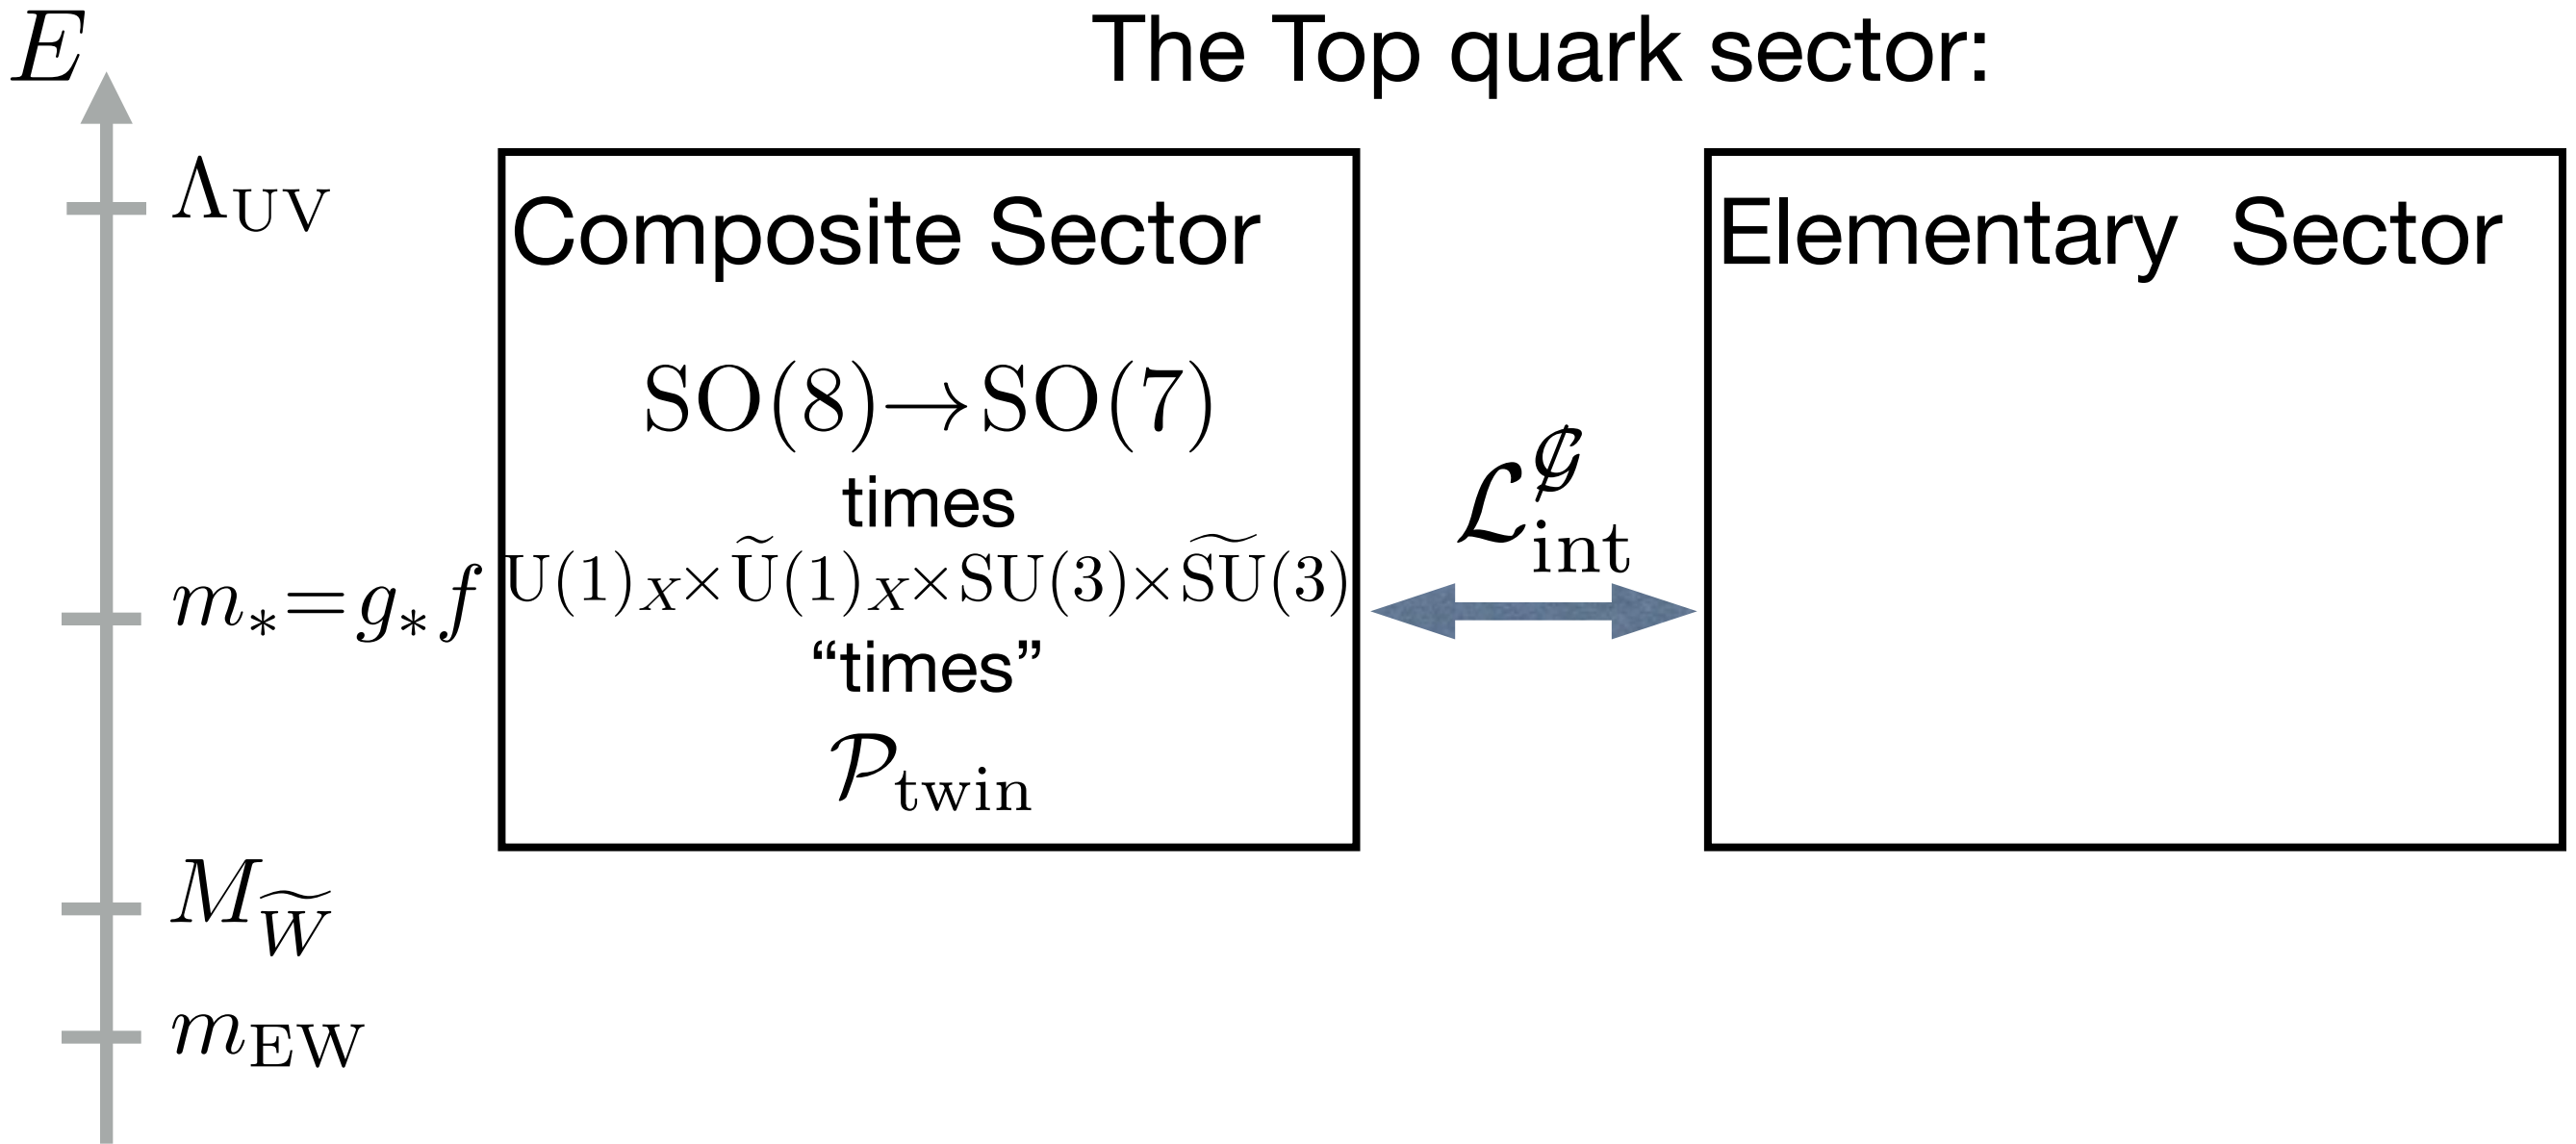 The Top quark sector:
E
Λ_UV
m_*=g_*f
M_W̃
m_EW
Composite Sector
SO(8)→SO(7)
times
U(1)_X×Ũ(1)_X×SU(3)×S͠U(3)
“times”
𝒫_twin
ℒ_int^𝒢̸
Elementary Sector